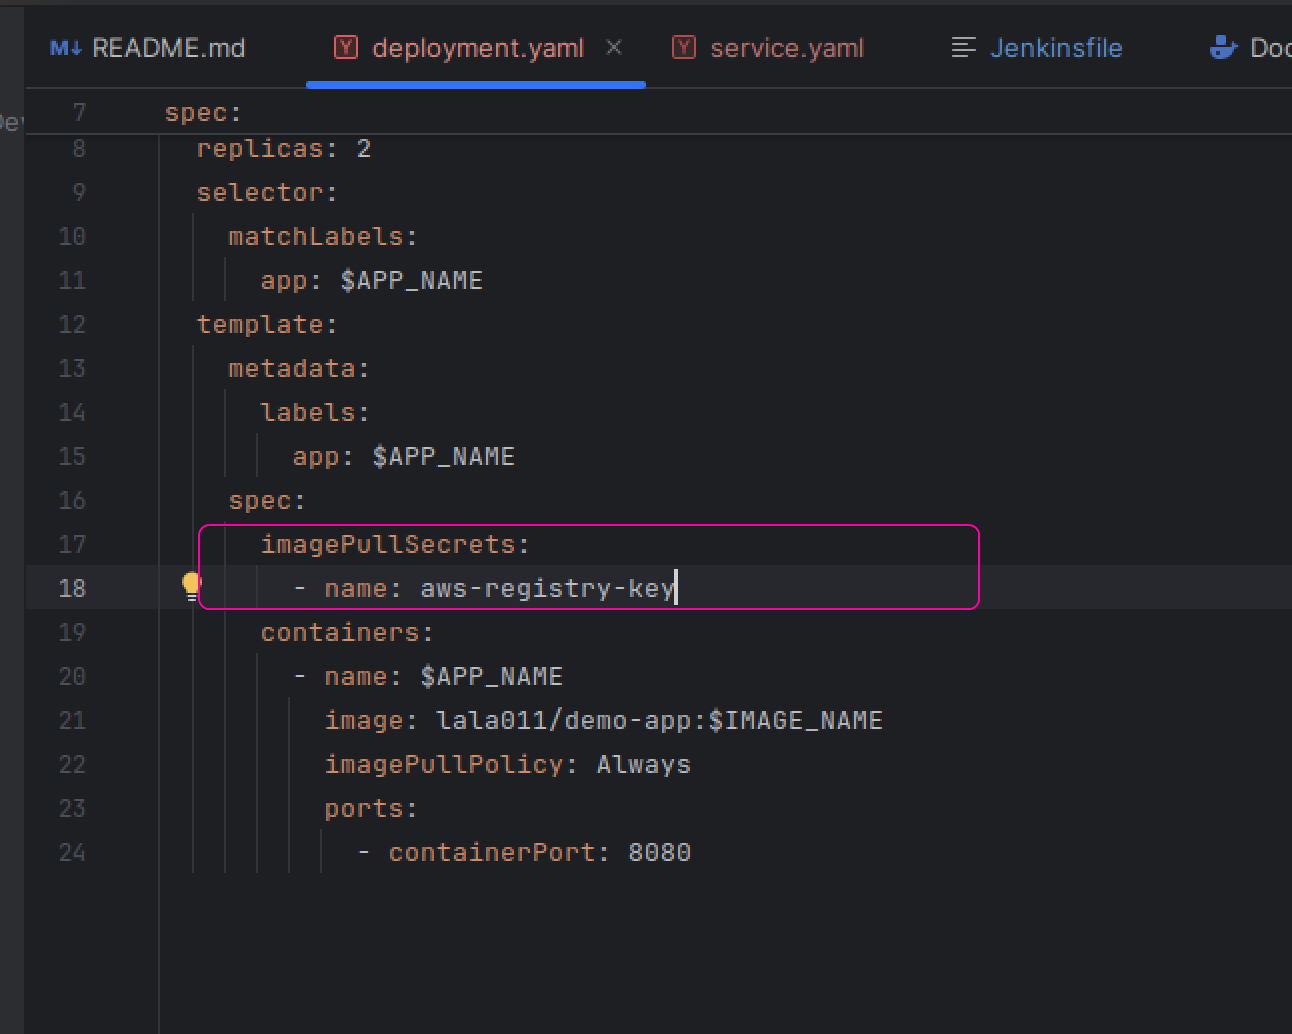 README.md deployment.yaml service.yaml Jenkinsfile
7 spec:
8 replicas: 2
9 selector:
10 matchLabels:
11 app: $APP_NAME
12 template:
13 metadata:
14 labels:
15 app: $APP_NAME
16 spec:
17 imagePullSecrets:
18 - name: aws-registry-key
19 containers:
20 - name: $APP_NAME
21 image: lala011/demo-app:$IMAGE_NAME
22 imagePullPolicy: Always
23 ports:
24 - containerPort: 8080